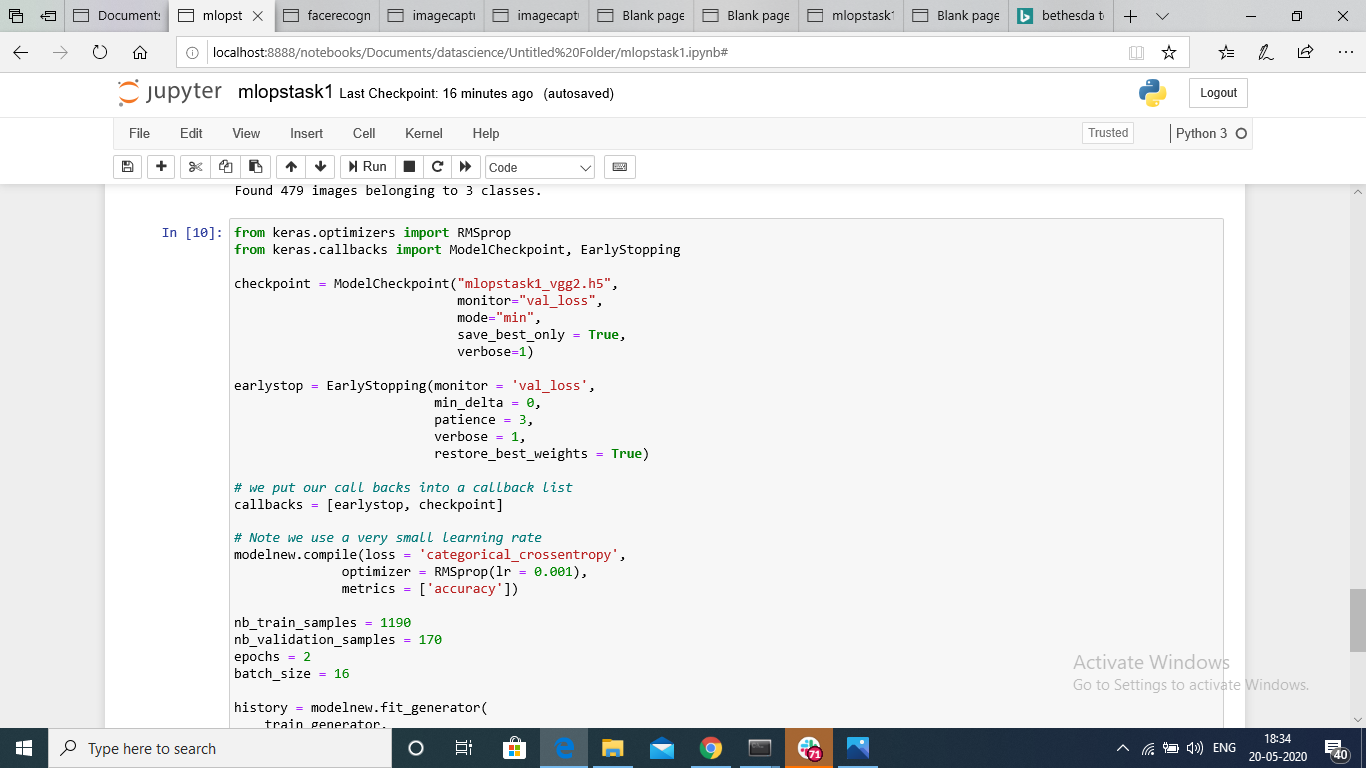 Documents
mlopst
facerecogn
imagecaptu
imagecapt
Blank page
Blank page
mlopstask1
Blank page
bethesda t
localhost:8888/notebooks/Documents/datascience/Untitled%20Folder/mlopstask1.ipynb#
jupyter mlopstask1 Last Checkpoint: 16 minutes ago (autosaved)
Logout
File Edit View Insert Cell Kernel Help
Trusted
Python 3
Run
Code
Found 479 images belonging to 3 classes.
In [10]: from keras.optimizers import RMSprop
from keras.callbacks import ModelCheckpoint, EarlyStopping
checkpoint = ModelCheckpoint("mlopstask1_vgg2.h5",
monitor="val_loss",
mode="min",
save_best_only = True,
verbose=1)
earlystop = EarlyStopping(monitor = 'val_loss',
min_delta = 0,
patience = 3,
verbose = 1,
restore_best_weights = True)
# we put our call backs into a callback list
callbacks = [earlystop, checkpoint]
# Note we use a very small learning rate
modelnew.compile(loss = 'categorical_crossentropy',
optimizer = RMSprop(lr = 0.001),
metrics = ['accuracy'])
nb_train_samples = 1190
nb_validation_samples = 170
epochs = 2
batch_size = 16
history = modelnew.fit_generator(
train_generator,
Activate Windows
Go to Settings to activate Windows.
Type here to search
71
ENG
18:34
20-05-2020
40